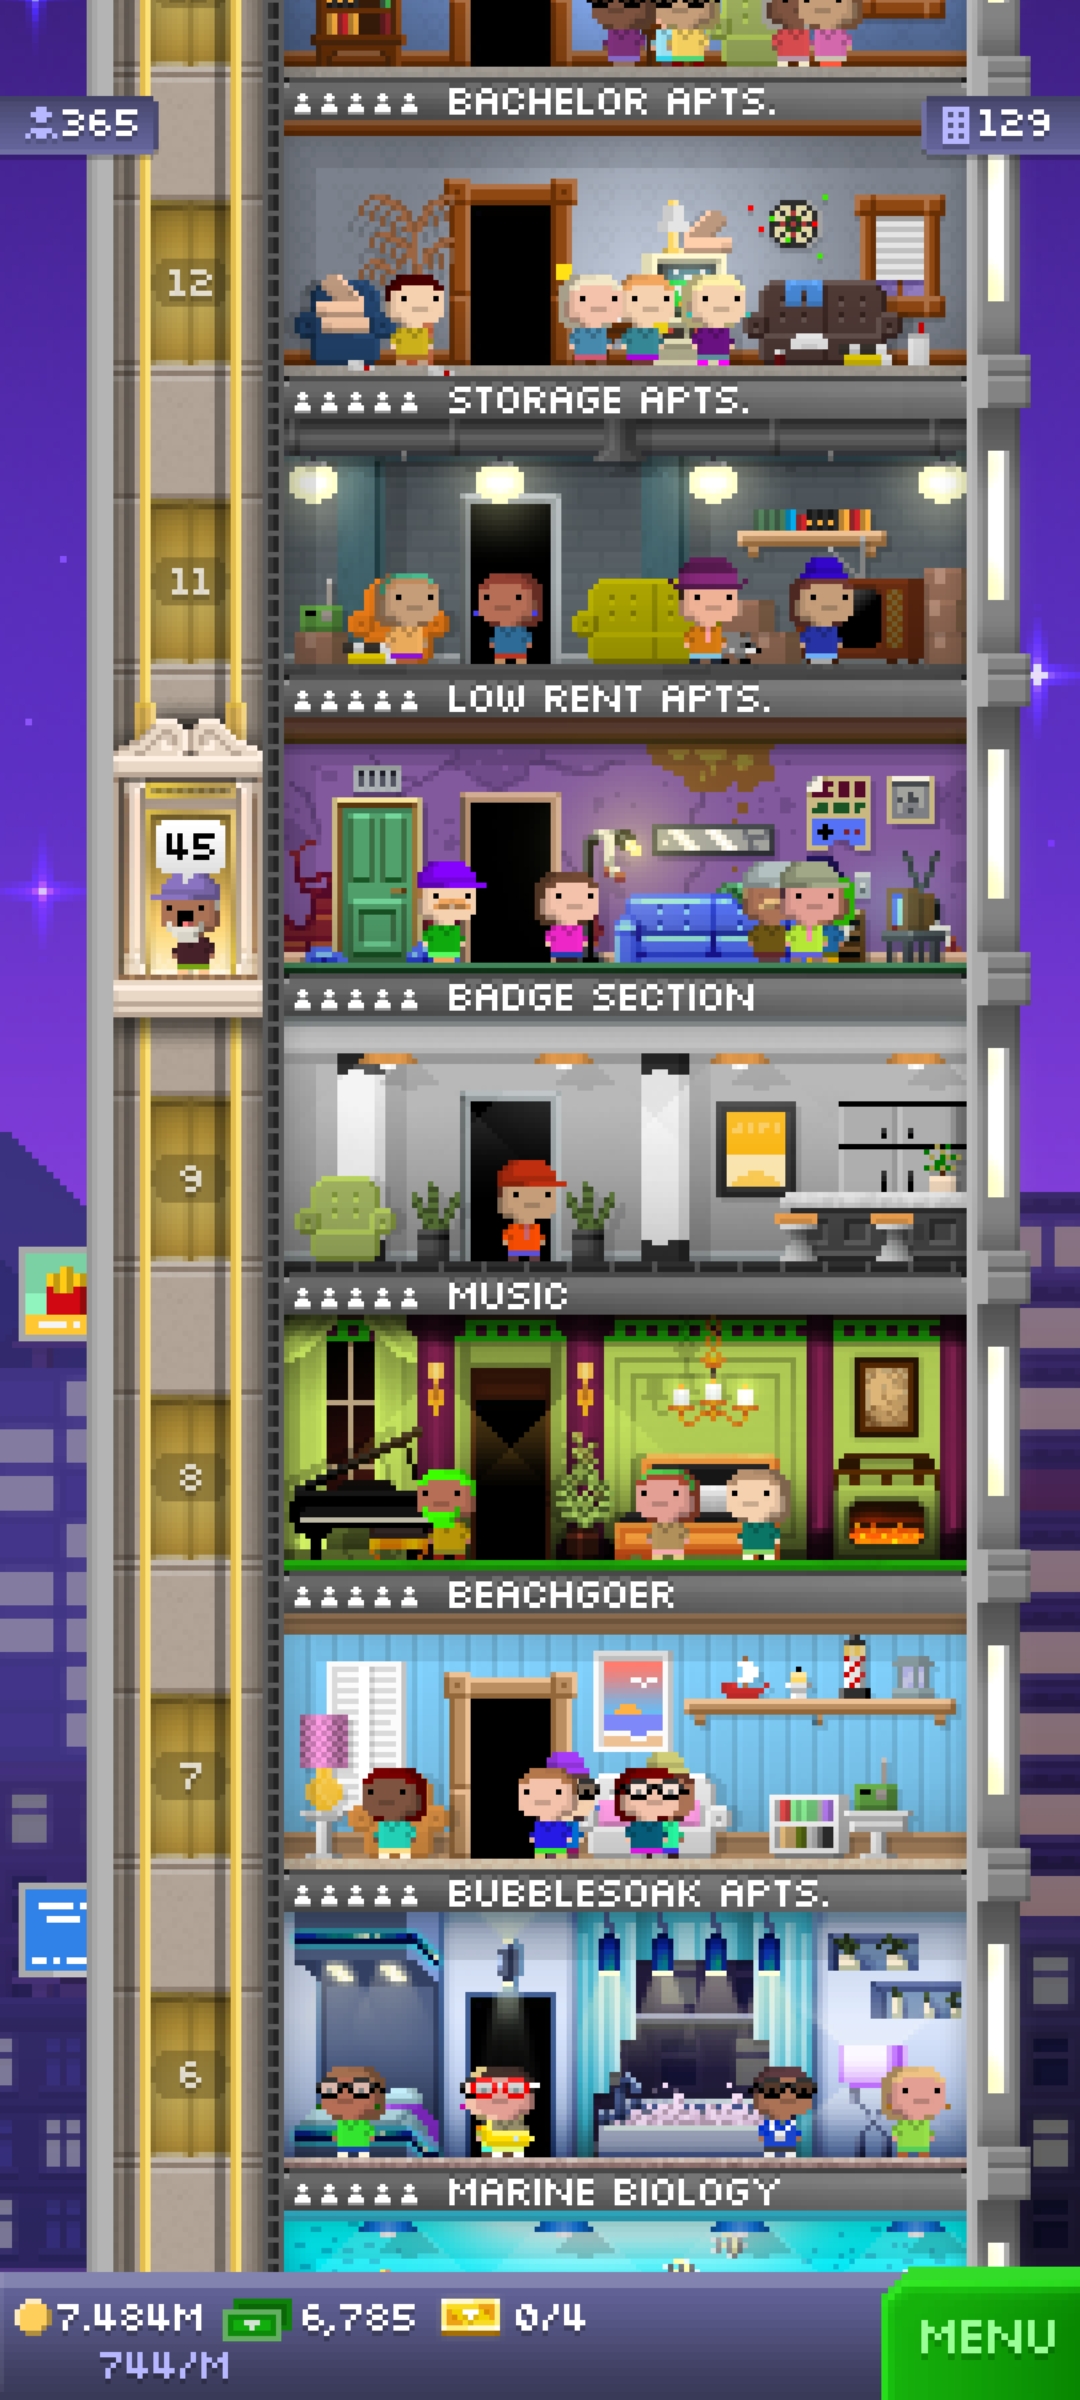 BACHELOR APTS.
365
129
12
STORAGE APTS.
11
LOW RENT APTS.
45
BADGE SECTION
9
MUSIC
8
BEACHGOER
7
BUBBLESOAK APTS.
6
MARINE BIOLOGY
7.484M
6,785
0/4
744/M
MENU